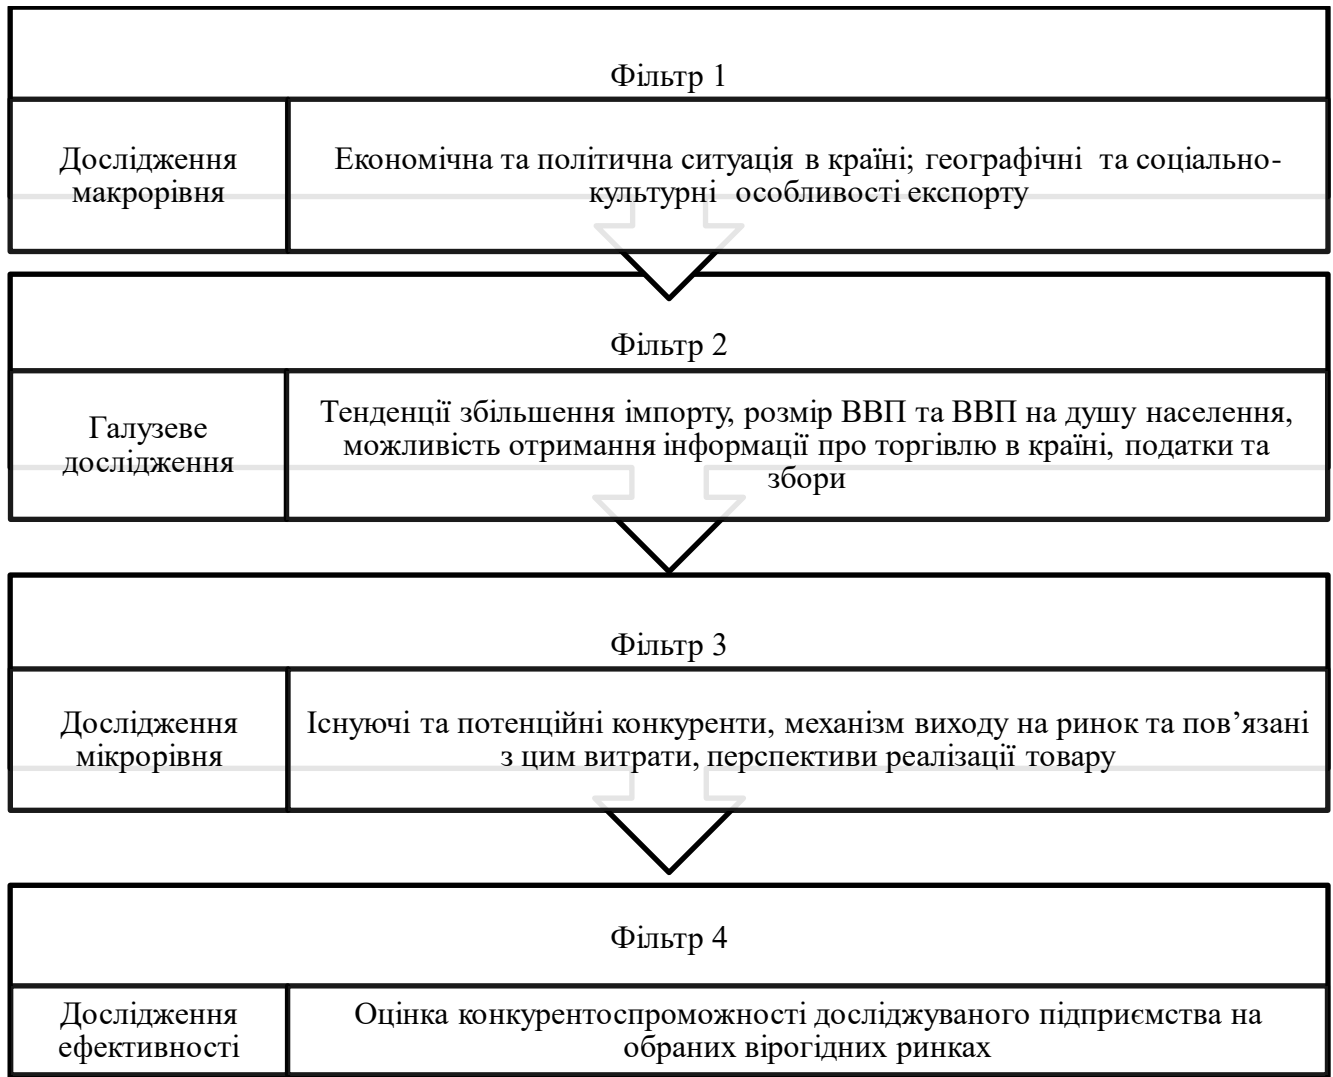 Фільтр 1
Дослідження
макрорівня
Економічна та політична ситуація в країні; географічні та соціально-
культурні особливості експорту
Фільтр 2
Галузеве
дослідження
Тенденції збільшення імпорту, розмір ВВП та ВВП на душу населення,
можливість отримання інформації про торгівлю в країні, податки та
збори
Фільтр 3
Дослідження
мікрорівня
Існуючі та потенційні конкуренти, механізм виходу на ринок та пов’язані
з цим витрати, перспективи реалізації товару
Фільтр 4
Дослідження
ефективності
Оцінка конкурентоспроможності досліджуваного підприємства на
обраних вірогідних ринках